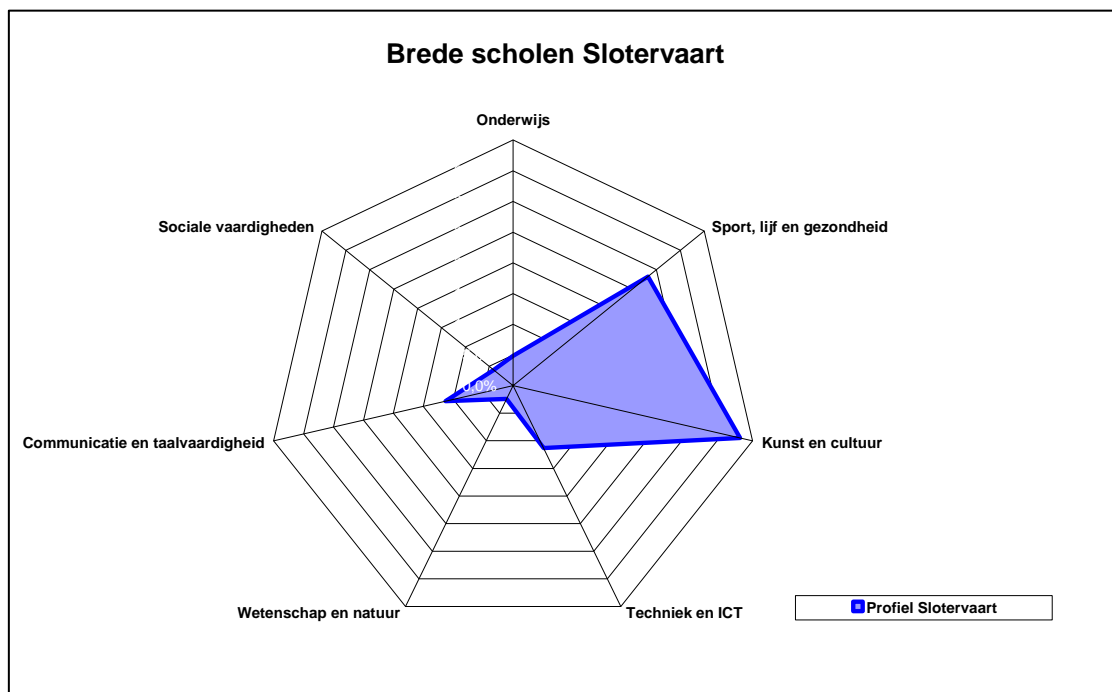 Brede scholen Slotervaart
Onderwijs
Sociale vaardigheden
Sport, lijf en gezondheid
0.0%
Communicatie en taalvaardigheid
Kunst en cultuur
Wetenschap en natuur
Techniek en ICT
Profiel Slotervaart